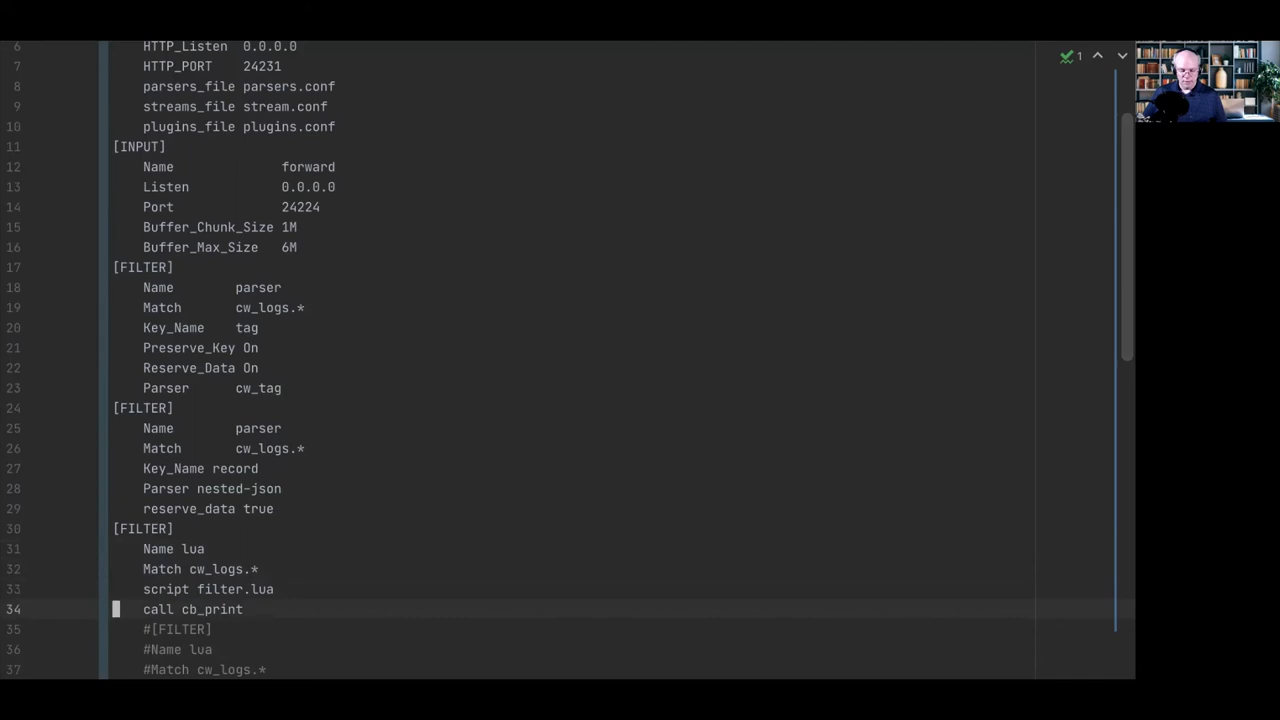 6 HTTP_Listen 0.0.0.0
7 HTTP_PORT 24231
8 parsers_file parsers.conf
9 streams_file stream.conf
10 plugins_file plugins.conf
11 [INPUT]
12 Name forward
13 Listen 0.0.0.0
14 Port 24224
15 Buffer_Chunk_Size 1M
16 Buffer_Max_Size 6M
17 [FILTER]
18 Name parser
19 Match cw_logs.*
20 Key_Name tag
21 Preserve_Key On
22 Reserve_Data On
23 Parser cw_tag
24 [FILTER]
25 Name parser
26 Match cw_logs.*
27 Key_Name record
28 Parser nested-json
29 reserve_data true
30 [FILTER]
31 Name lua
32 Match cw_logs.*
33 script filter.lua
34 call cb_print
35 #[FILTER]
36 #Name lua
37 #Match cw_logs.*
1